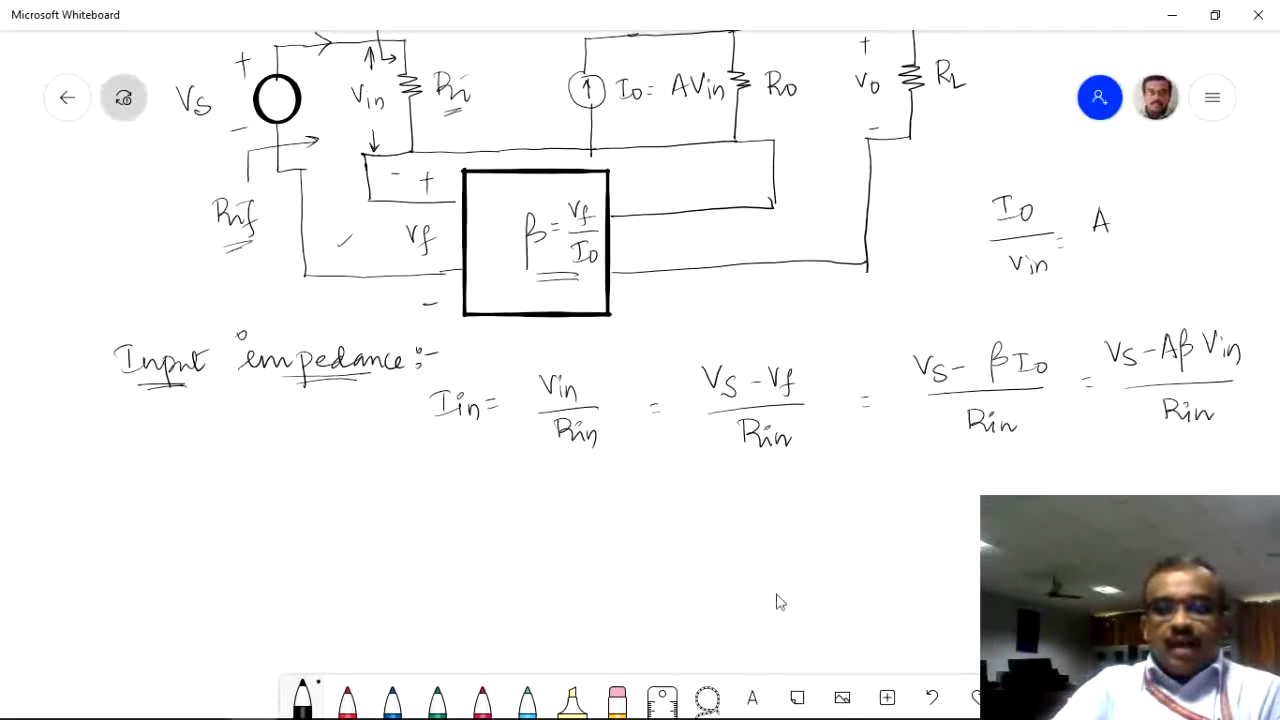 Microsoft Whiteboard
+
Vs
-
Vin
-
Ri
Io = AVin
Ro
+
Vo
-
RL
Rif
+
Vf
-
β = Vf / Io
Io / Vin = A
Input impedance :-
Iin = Vin / Rin = Vs - Vf / Rin = Vs - βIo / Rin = Vs - Aβ Vin / Rin
A